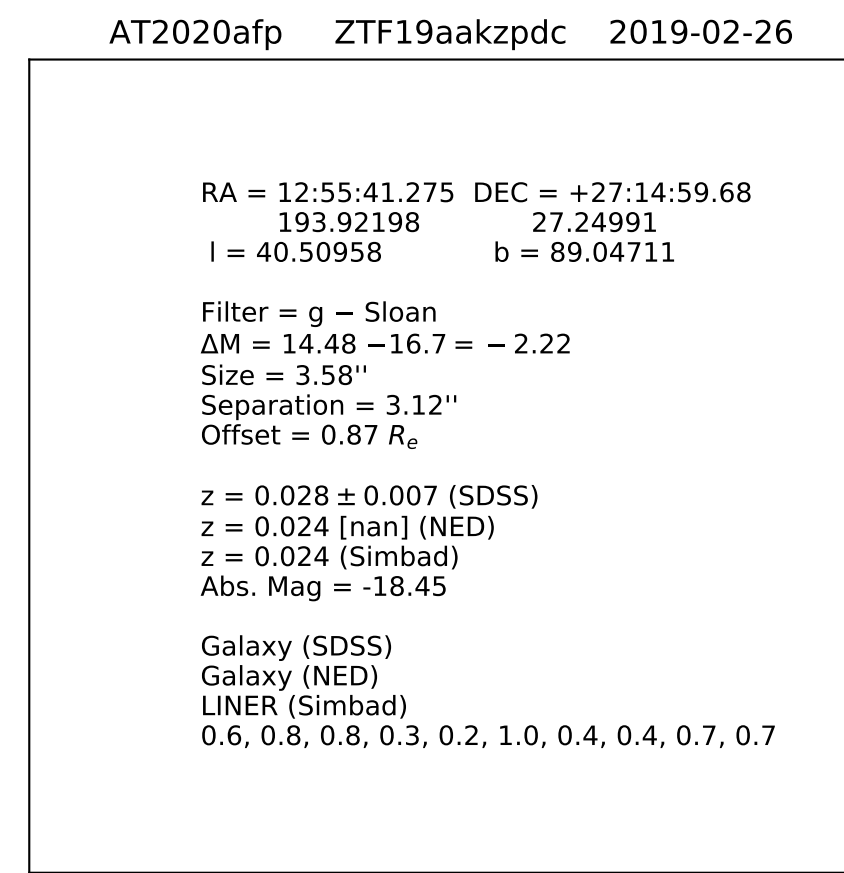 AT2020afp ZTF19aakzpdc 2019-02-26
RA = 12:55:41.275 DEC = +27:14:59.68
193.92198 27.24991
l = 40.50958 b = 89.04711
Filter = g − Sloan
ΔM = 14.48 −16.7 = − 2.22
Size = 3.58''
Separation = 3.12''
Offset = 0.87 Rₑ
z = 0.028 ± 0.007 (SDSS)
z = 0.024 [nan] (NED)
z = 0.024 (Simbad)
Abs. Mag = -18.45
Galaxy (SDSS)
Galaxy (NED)
LINER (Simbad)
0.6, 0.8, 0.8, 0.3, 0.2, 1.0, 0.4, 0.4, 0.7, 0.7